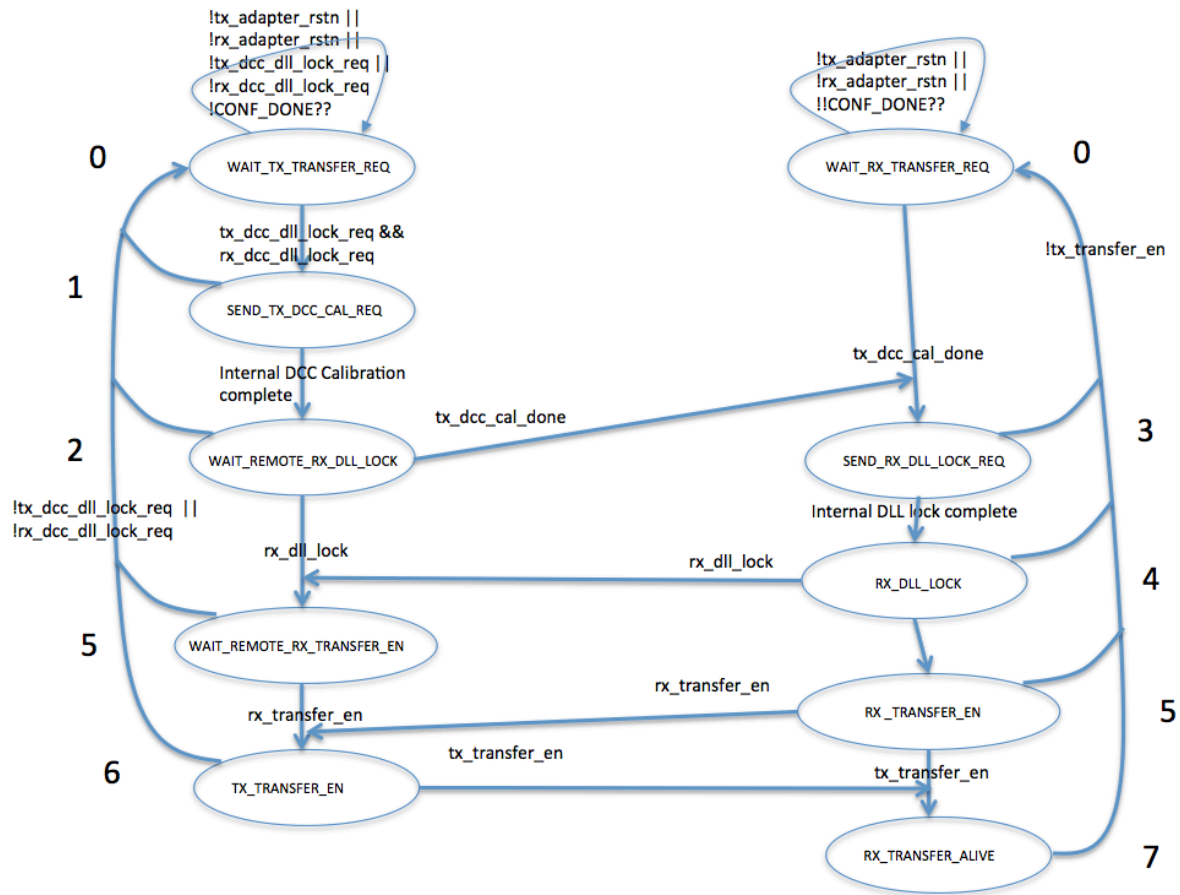 !tx_adapter_rstn ||
!rx_adapter_rstn ||
!tx_dcc_dll_lock_req ||
!rx_dcc_dll_lock_req
!CONF_DONE??
!tx_adapter_rstn ||
!rx_adapter_rstn ||
!!CONF_DONE??
0
WAIT_TX_TRANSFER_REQ
WAIT_RX_TRANSFER_REQ
0
tx_dcc_dll_lock_req &&
rx_dcc_dll_lock_req
!tx_transfer_en
1
SEND_TX_DCC_CAL_REQ
Internal DCC Calibration
complete
tx_dcc_cal_done
tx_dcc_cal_done
2
WAIT_REMOTE_RX_DLL_LOCK
SEND_RX_DLL_LOCK_REQ
3
!tx_dcc_dll_lock_req ||
!rx_dcc_dll_lock_req
Internal DLL lock complete
rx_dll_lock
rx_dll_lock
RX_DLL_LOCK
4
5
WAIT_REMOTE_RX_TRANSFER_EN
rx_transfer_en
rx_transfer_en
RX _TRANSFER_EN
5
6
TX_TRANSFER_EN
tx_transfer_en
tx_transfer_en
RX_TRANSFER_ALIVE
7